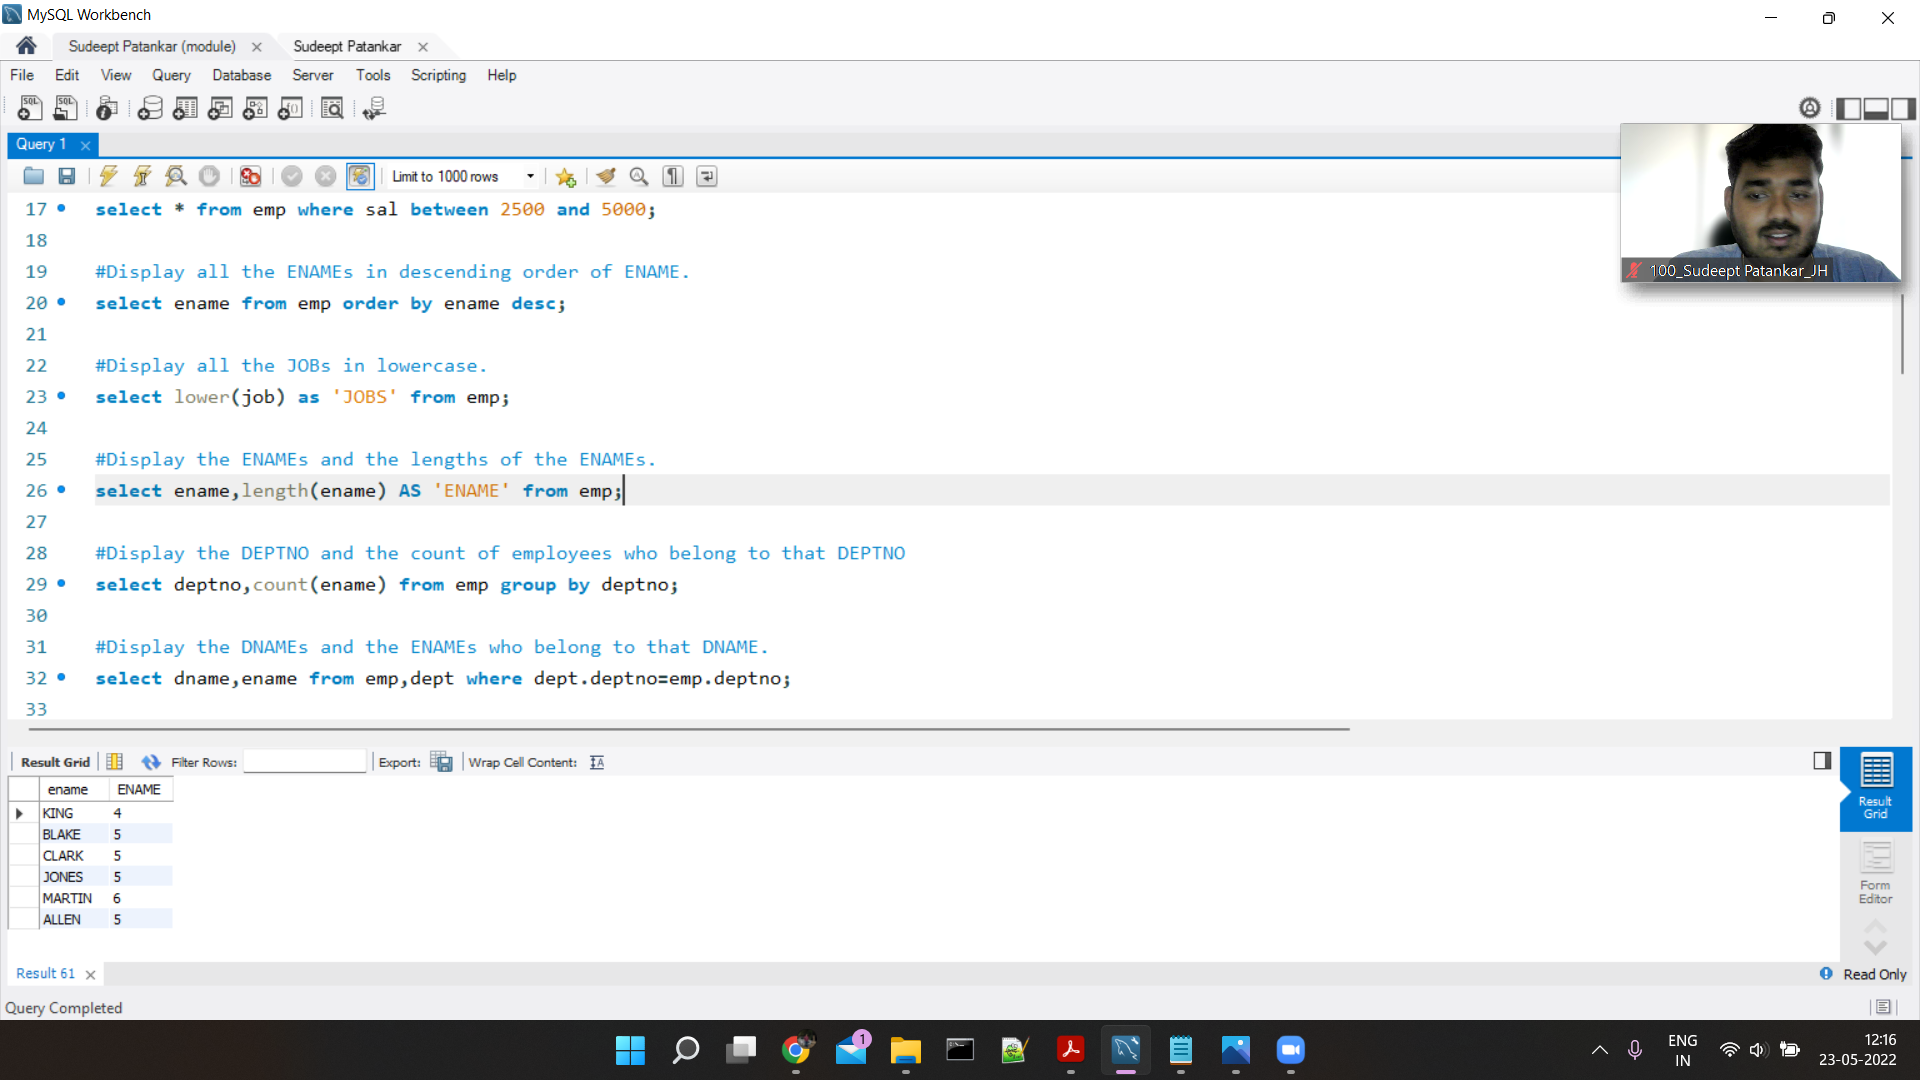 MySQL Workbench
Sudeept Patankar (module)
Sudeept Patankar
File Edit View Query Database Server Tools Scripting Help
SQL SQL
Query 1
Limit to 1000 rows
17 select * from emp where sal between 2500 and 5000;
18
19 #Display all the ENAMEs in descending order of ENAME.
20 select ename from emp order by ename desc;
21
22 #Display all the JOBs in lowercase.
23 select lower(job) as 'JOBS' from emp;
24
25 #Display the ENAMEs and the lengths of the ENAMEs.
26 select ename,length(ename) AS 'ENAME' from emp;
27
28 #Display the DEPTNO and the count of employees who belong to that DEPTNO
29 select deptno,count(ename) from emp group by deptno;
30
31 #Display the DNAMEs and the ENAMEs who belong to that DNAME.
32 select dname,ename from emp,dept where dept.deptno=emp.deptno;
33
100_Sudeept Patankar_JH
Result Grid Filter Rows: Export: Wrap Cell Content:
ename ENAME
KING 4
BLAKE 5
CLARK 5
JONES 5
MARTIN 6
ALLEN 5
Result
Grid
Form
Editor
Result 61
Read Only
Query Completed
1
ENG
IN
12:16
23-05-2022